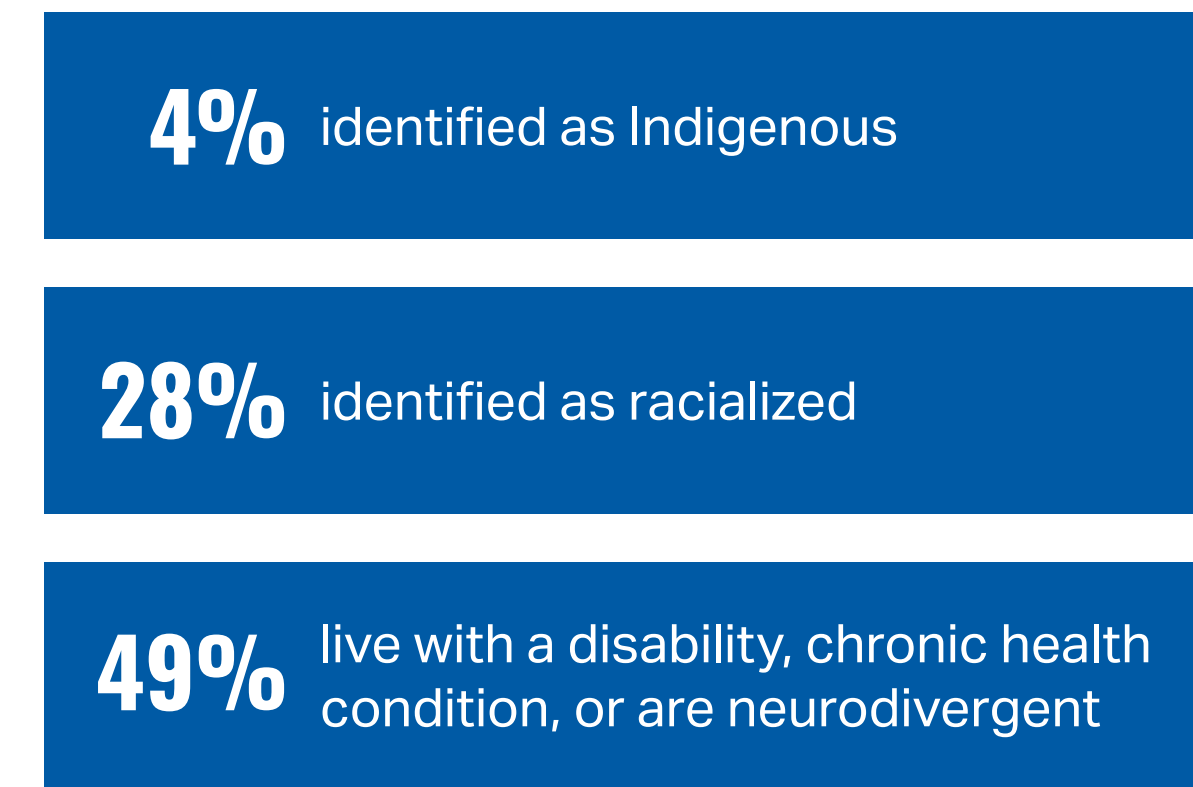 4% identified as Indigenous
28% identified as racialized
49% live with a disability, chronic health
condition, or are neurodivergent